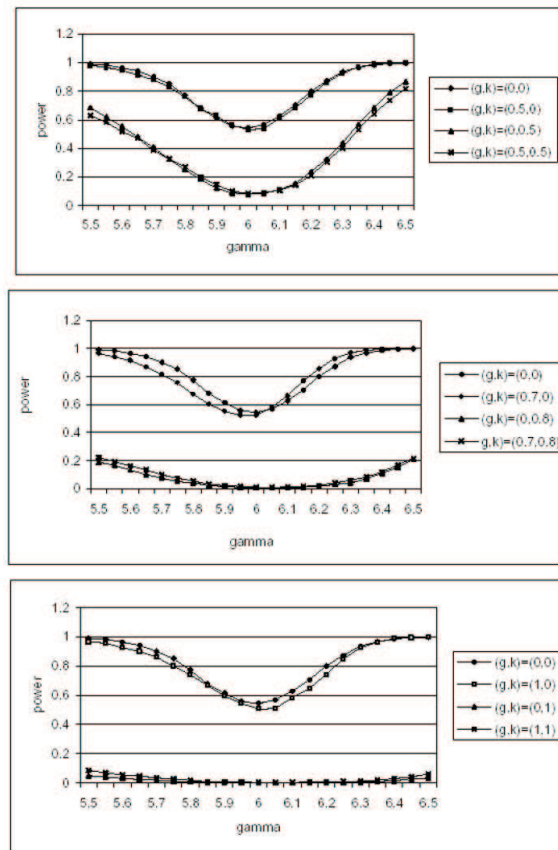 1.2
1
0.8
0.6
0.4
0.2
0
power
5.5 5.6 5.7 5.8 5.9 6 6.1 6.2 6.3 6.4 6.5
gamma
(g,k)=(0,0)
(g,k)=(0.5,0)
(g,k)=(0,0.5)
(g,k)=(0.5,0.5)
1.2
1
0.8
0.6
0.4
0.2
0
power
5.5 5.6 5.7 5.8 5.9 6 6.1 6.2 6.3 6.4 6.5
gamma
(g,k)=(0,0)
(g,k)=(0.7,0)
(g,k)=(0,0.8)
g,k)=(0.7,0.8)
1.2
1
0.8
0.6
0.4
0.2
0
power
5.5 5.6 5.7 5.8 5.9 6 6.1 6.2 6.3 6.4 6.5
gamma
(g,k)=(0,0)
(g,k)=(1,0)
(g,k)=(0,1)
(g,k)=(1,1)